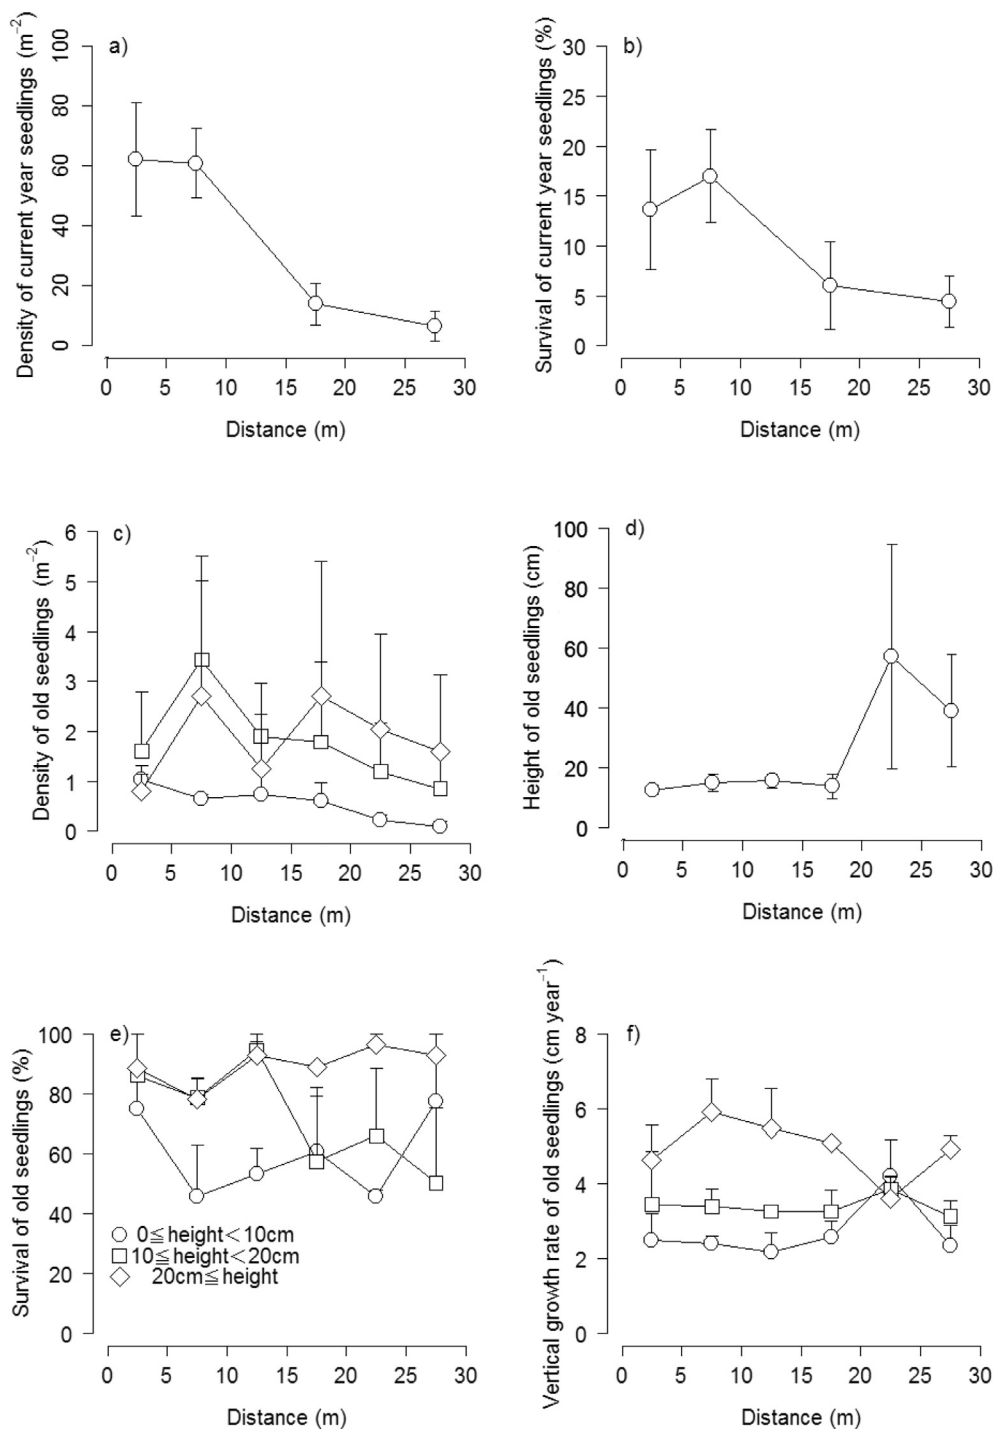 a)
Density of current year seedlings (m−2)
100
80
60
40
20
0
0 5 10 15 20 25 30
Distance (m)
b)
Survival of current year seedlings (%)
30
25
20
15
10
5
0
0 5 10 15 20 25 30
Distance (m)
c)
Density of old seedlings (m−2)
6
5
4
3
2
1
0
0 5 10 15 20 25 30
Distance (m)
d)
Height of old seedlings (cm)
100
80
60
40
20
0
0 5 10 15 20 25 30
Distance (m)
e)
Survival of old seedlings (%)
100
80
60
40
20
0
0≦height<10cm
10≦height<20cm
20cm≦height
0 5 10 15 20 25 30
Distance (m)
f)
Vertical growth rate of old seedlings (cm year−1)
8
6
4
2
0
0 5 10 15 20 25 30
Distance (m)